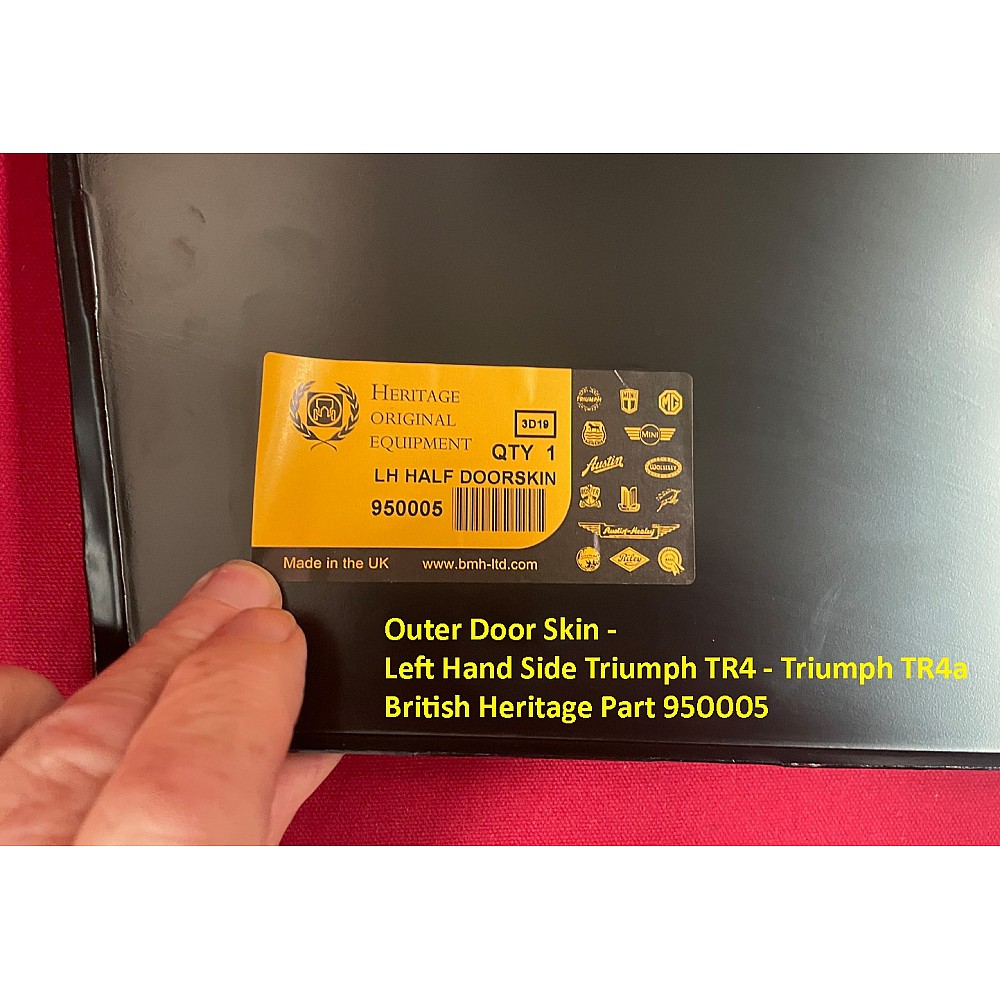 HERITAGE
ORIGINAL
EQUIPMENT
3D19
QTY 1
LH HALF DOORSKIN
950005
Made in the UK
www.bmh-ltd.com
TRIUMPH
MINI
MG
MINI
Austin
WOLSELEY
Austin-Healey
Riley
Outer Door Skin -
Left Hand Side Triumph TR4 - Triumph TR4a
British Heritage Part 950005